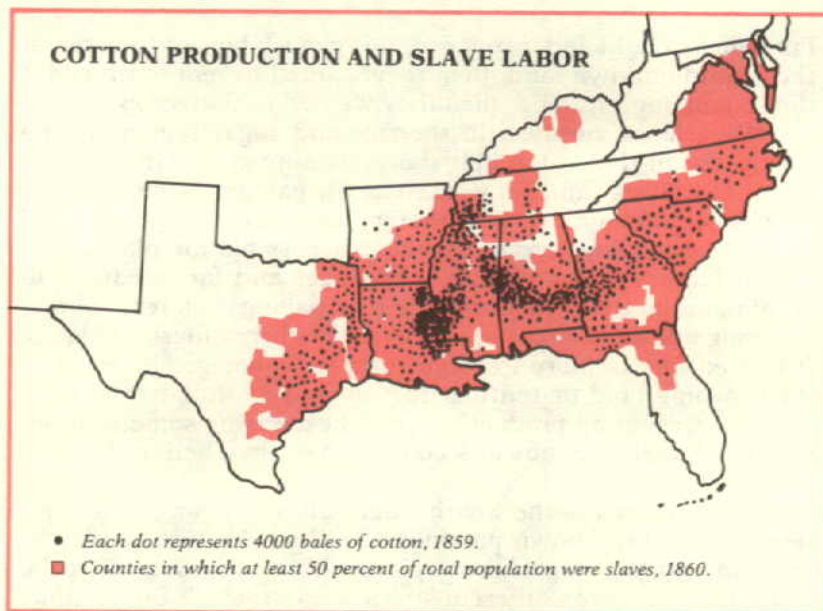 COTTON PRODUCTION AND SLAVE LABOR
Each dot represents 4000 bales of cotton, 1859.
Counties in which at least 50 percent of total population were slaves, 1860.